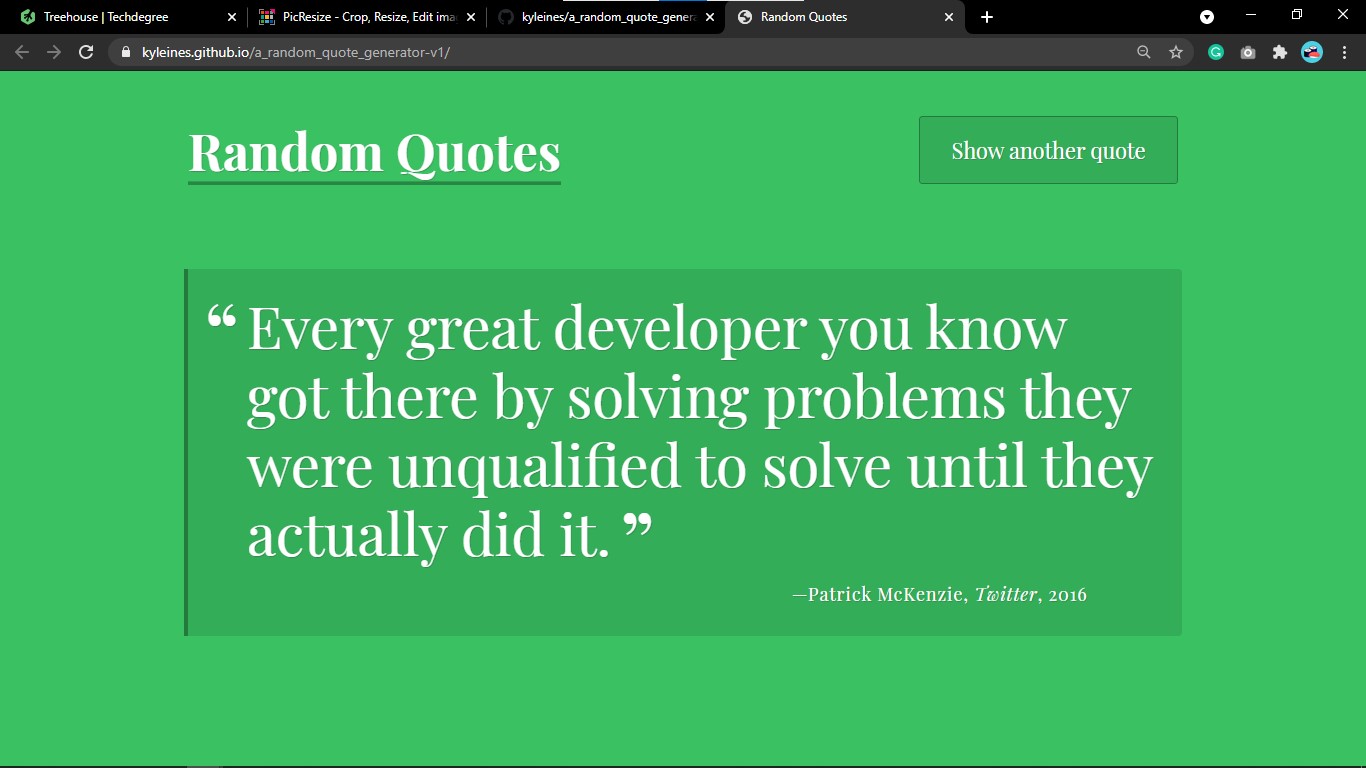 Treehouse | Techdegree
PicResize - Crop, Resize, Edit ima
kyleines/a_random_quote_genera
Random Quotes
kyleines.github.io/a_random_quote_generator-v1/
Random Quotes
Show another quote
“ Every great developer you know
got there by solving problems they
were unqualified to solve until they
actually did it. ”
—Patrick McKenzie, Twitter, 2016